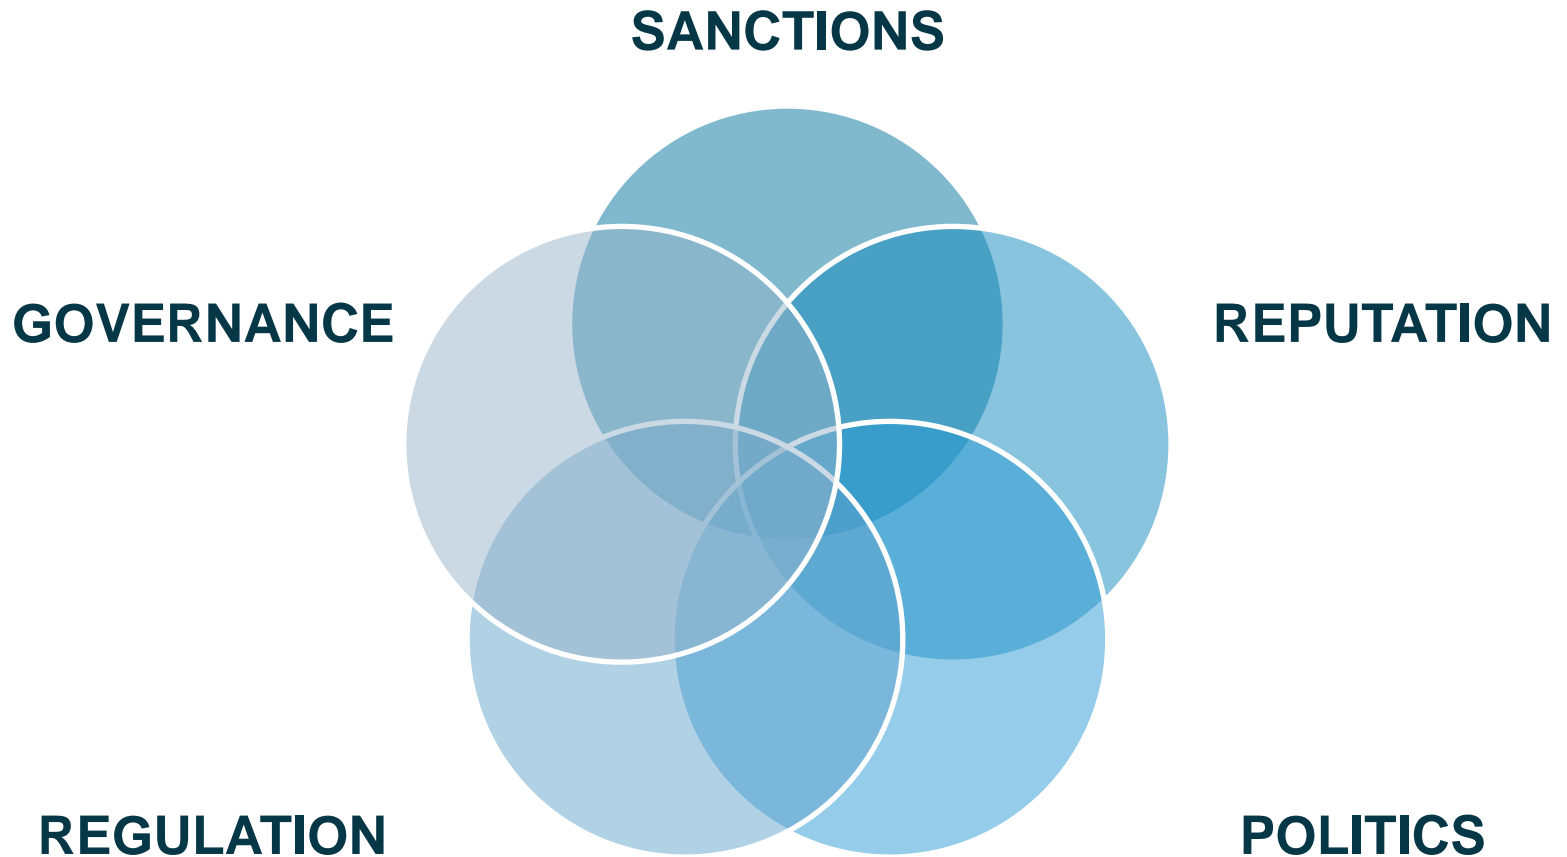 SANCTIONS
GOVERNANCE
REPUTATION
REGULATION
POLITICS